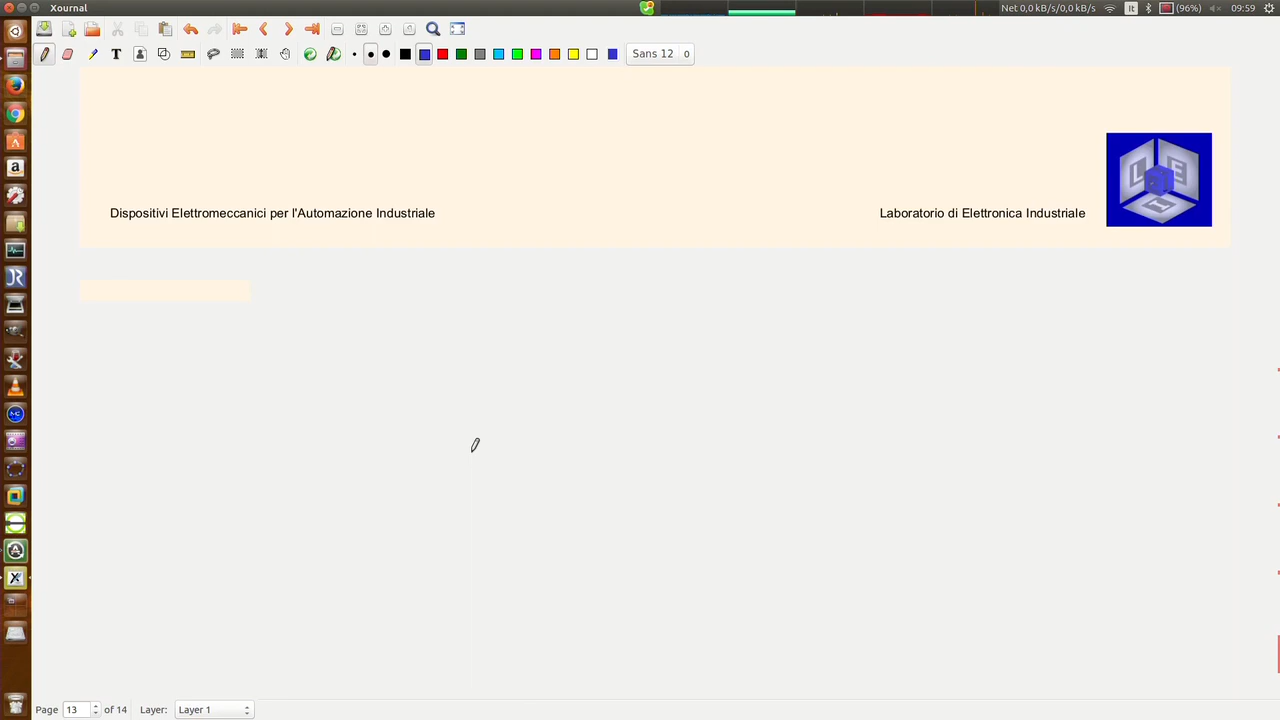 Xournal
Net 0,0 kB/s/0,0 kB/s
It
(96%)
09:59
T
Sans 12
0
Dispositivi Elettromeccanici per l'Automazione Industriale
Laboratorio di Elettronica Industriale
L E I
Page 13 of 14 Layer: Layer 1